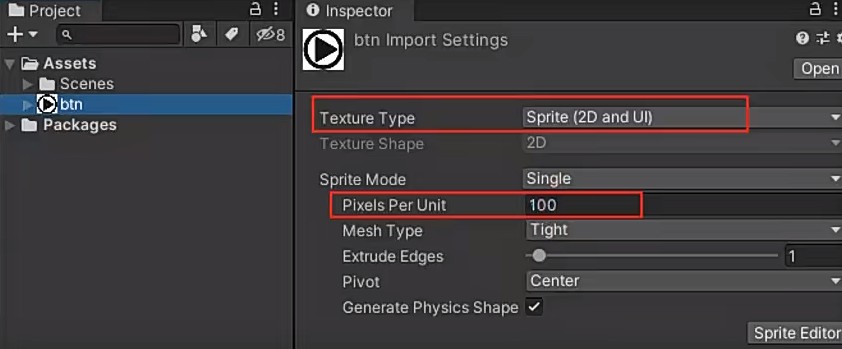 Project
8
Assets
Scenes
btn
Packages
Inspector
btn Import Settings
Open
Texture Type Sprite (2D and UI)
Texture Shape 2D
Sprite Mode Single
Pixels Per Unit 100
Mesh Type Tight
Extrude Edges 1
Pivot Center
Generate Physics Shape
Sprite Editor